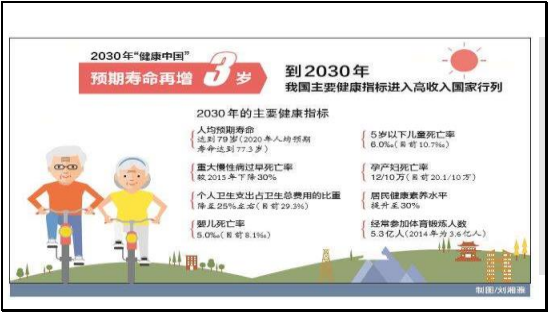 2030年“健康中国”
预期寿命再增3岁
到2030年
我国主要健康指标进入高收入国家行列
2030年的主要健康指标
人均预期寿命
达到79岁(2020年人均预期
寿命达到77.3岁)
重大慢性病过早死亡率
较2015年下降30%
个人卫生支出占卫生总费用的比重
降至25%左右(目前29.3%)
婴儿死亡率
5.0‰(目前8.1‰)
5岁以下儿童死亡率
6.0‰(目前10.7‰)
孕产妇死亡率
12/10万(目前20.1/10万)
居民健康素养水平
提升至30%
经常参加体育锻炼人数
5.3亿人(2014年为3.6亿人)
制图/刘湘雅